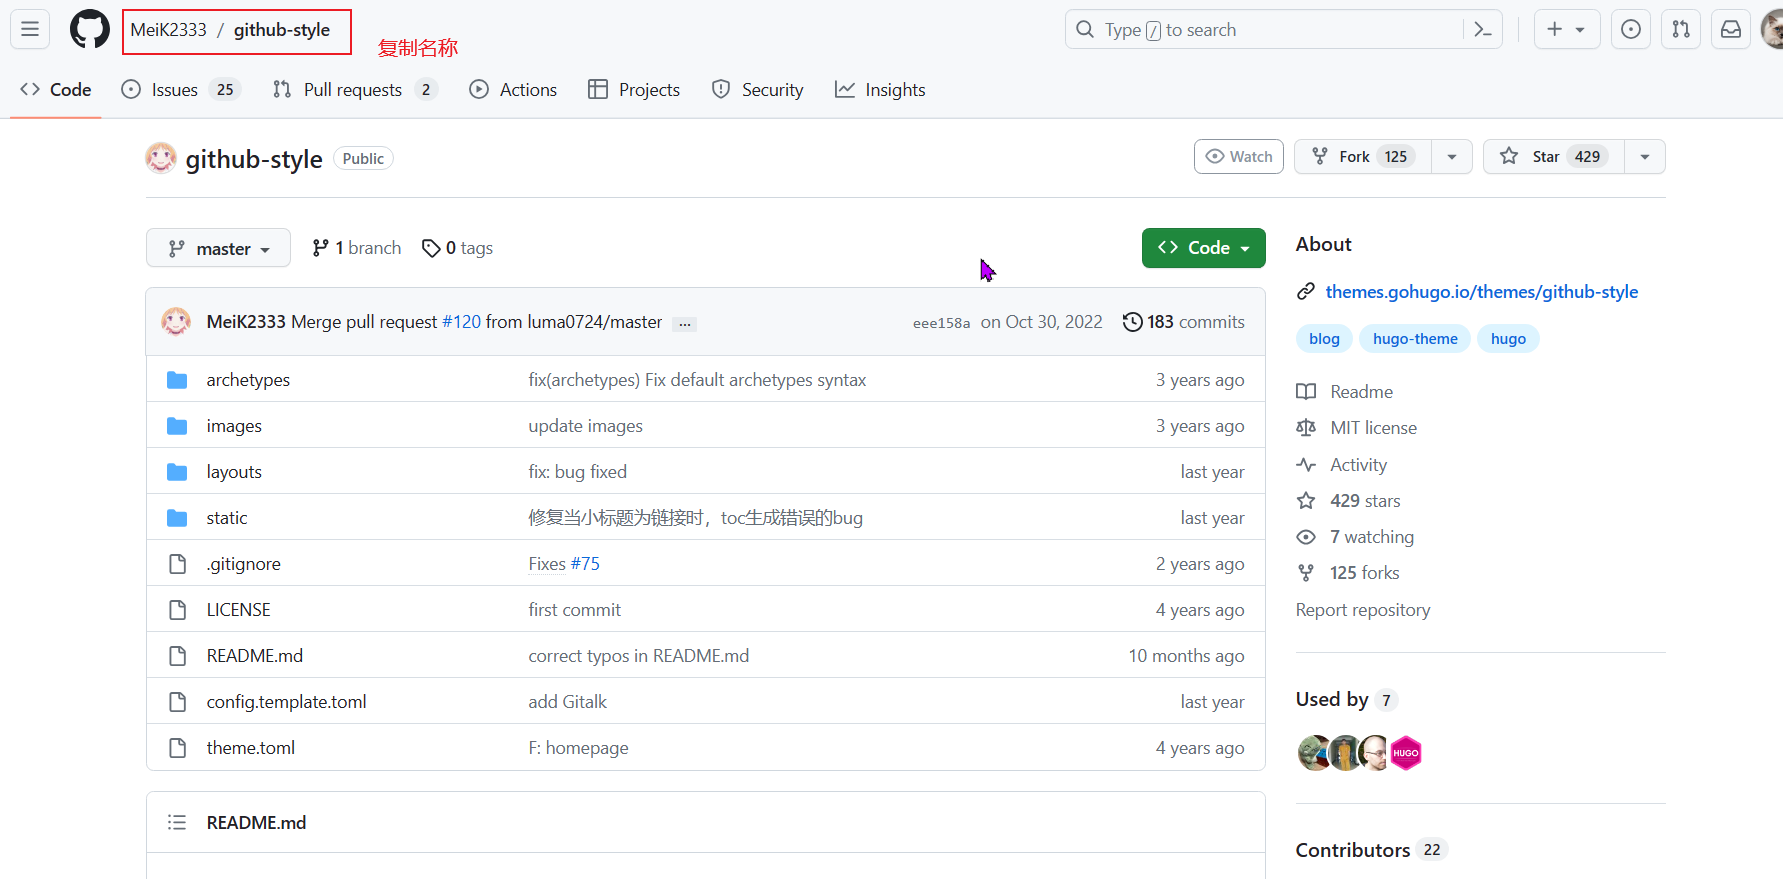 MeiK2333 / github-style
复制名称
Type / to search
Code
Issues 25
Pull requests 2
Actions
Projects
Security
Insights
github-style Public
Watch
Fork 125
Star 429
master
1 branch
0 tags
Code
MeiK2333 Merge pull request #120 from luma0724/master ...
eee158a on Oct 30, 2022
183 commits
archetypes fix(archetypes) Fix default archetypes syntax 3 years ago
images update images 3 years ago
layouts fix: bug fixed last year
static 修复当小标题为链接时，toc生成错误的bug last year
.gitignore Fixes #75 2 years ago
LICENSE first commit 4 years ago
README.md correct typos in README.md 10 months ago
config.template.toml add Gitalk last year
theme.toml F: homepage 4 years ago
README.md
About
themes.gohugo.io/themes/github-style
blog hugo-theme hugo
Readme
MIT license
Activity
429 stars
7 watching
125 forks
Report repository
Used by 7
HUGO
Contributors 22